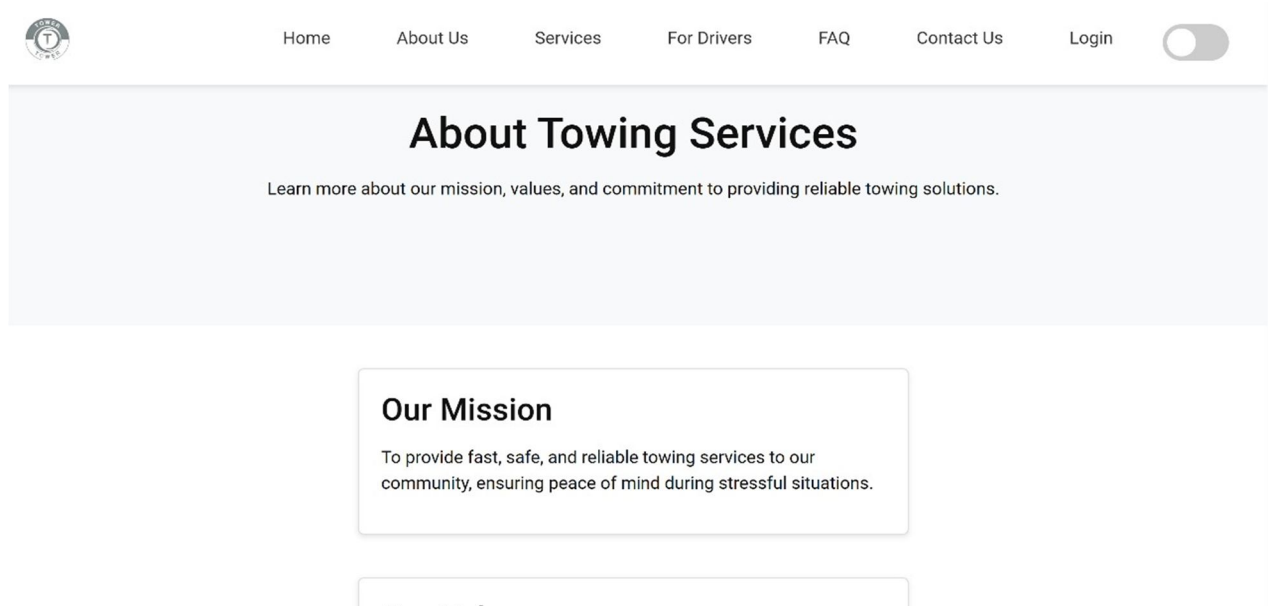 TOWER
T
TOWER
Home About Us Services For Drivers FAQ Contact Us Login
About Towing Services
Learn more about our mission, values, and commitment to providing reliable towing solutions.
Our Mission
To provide fast, safe, and reliable towing services to our
community, ensuring peace of mind during stressful situations.